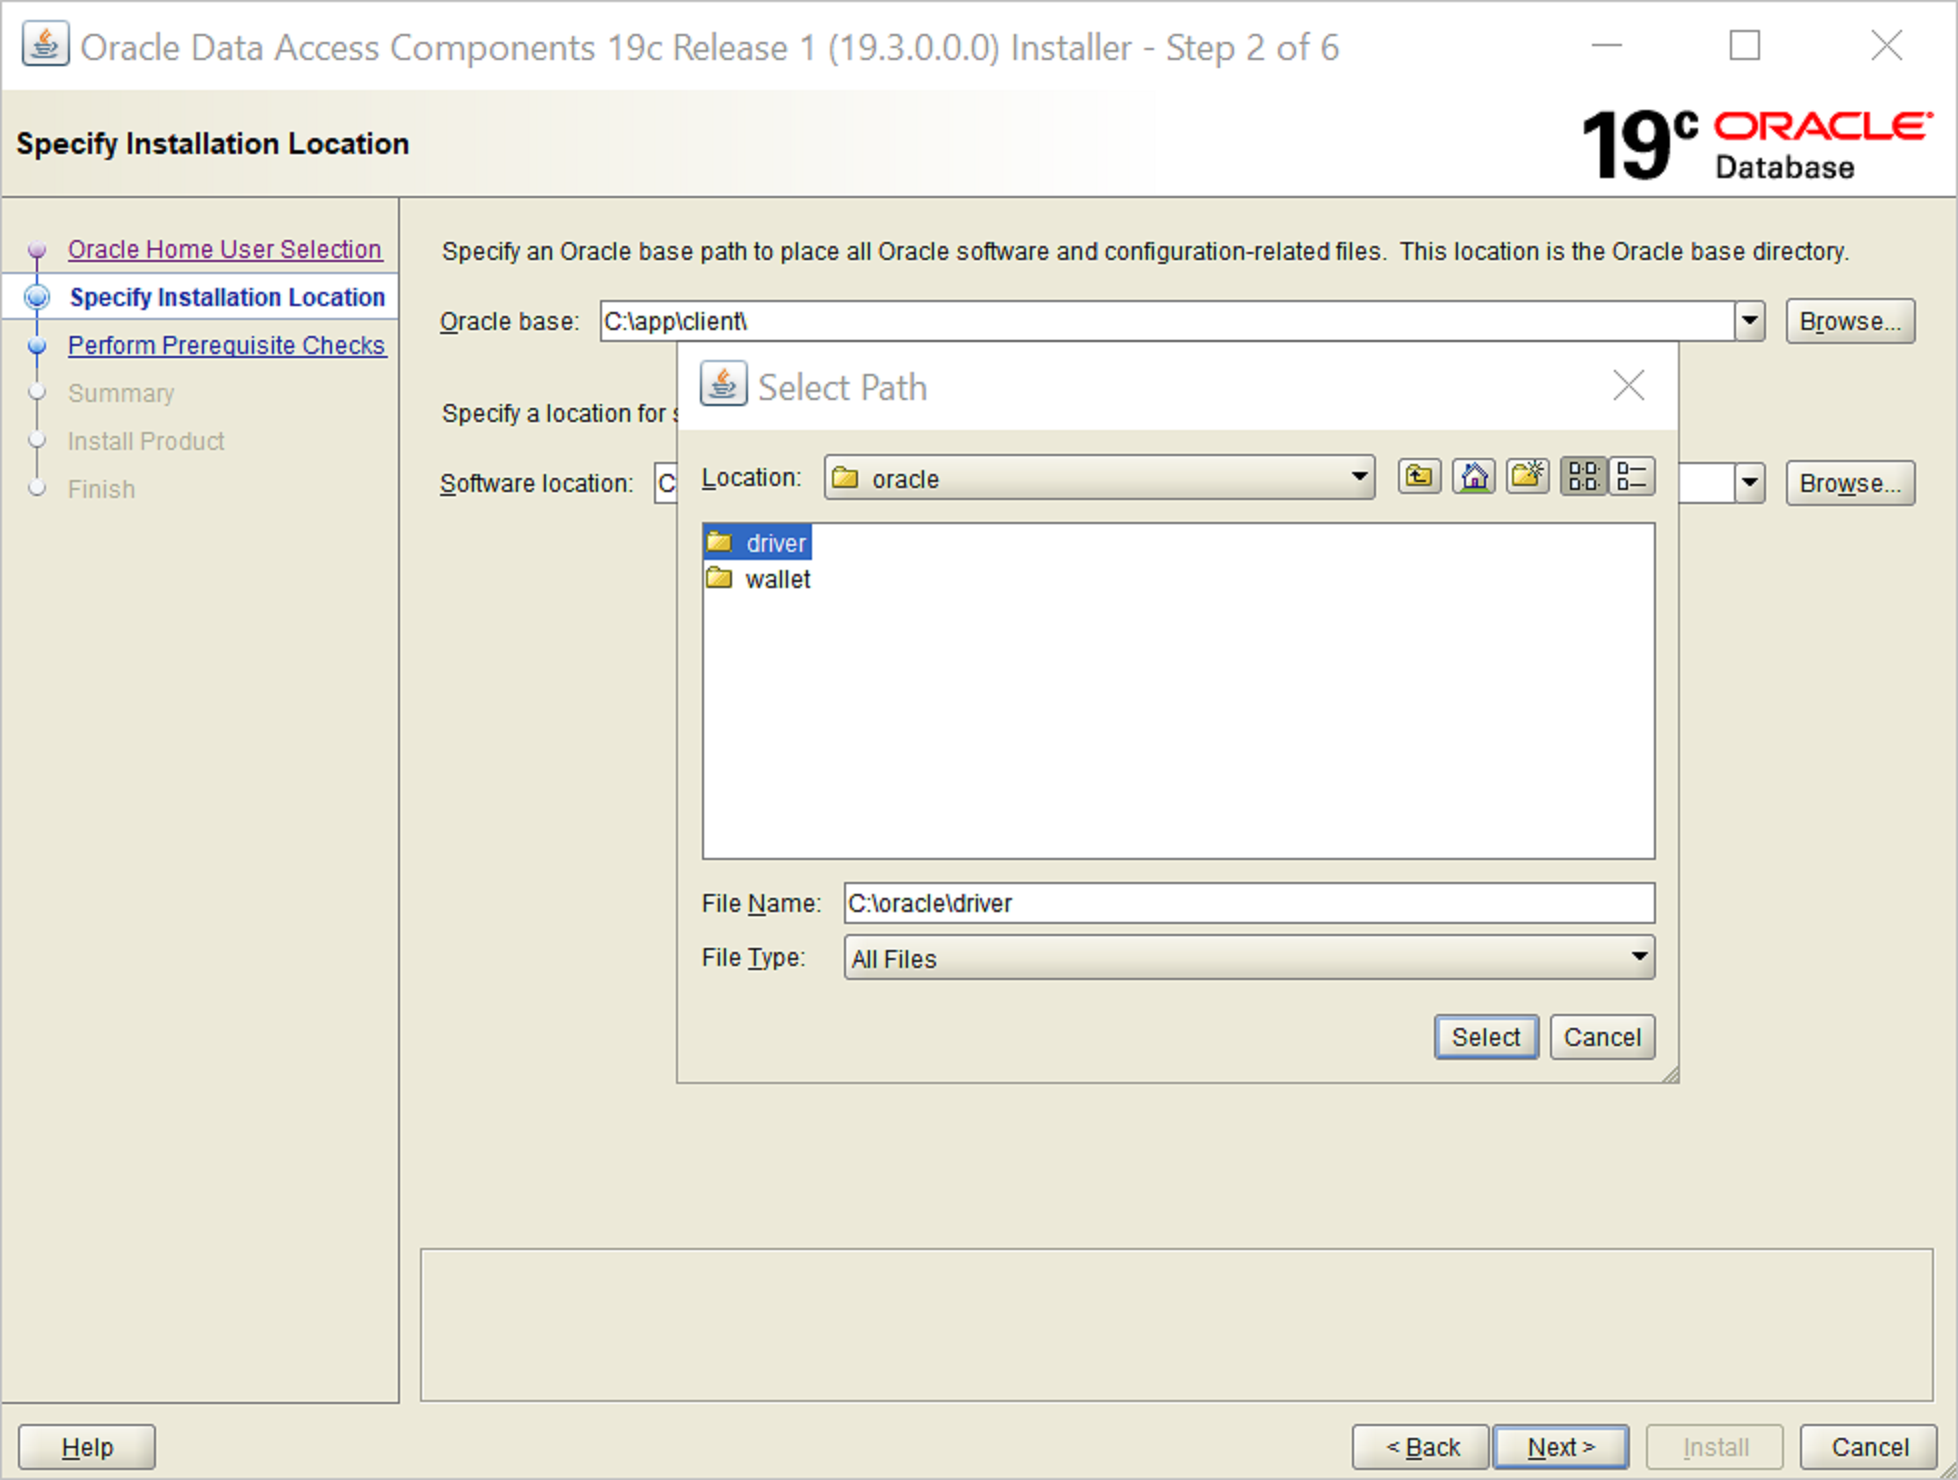 Oracle Data Access Components 19c Release 1 (19.3.0.0.0) Installer - Step 2 of 6
Specify Installation Location
19c ORACLE
Database
Oracle Home User Selection
Specify Installation Location
Perform Prerequisite Checks
Summary
Install Product
Finish
Specify an Oracle base path to place all Oracle software and configuration-related files. This location is the Oracle base directory.
Oracle base: C:\app\client\ Browse...
Specify a location for
Software location: C Browse...
Select Path
Location: oracle
driver
wallet
File Name: C:\oracle\driver
File Type: All Files
Select Cancel
Help < Back Next > Install Cancel